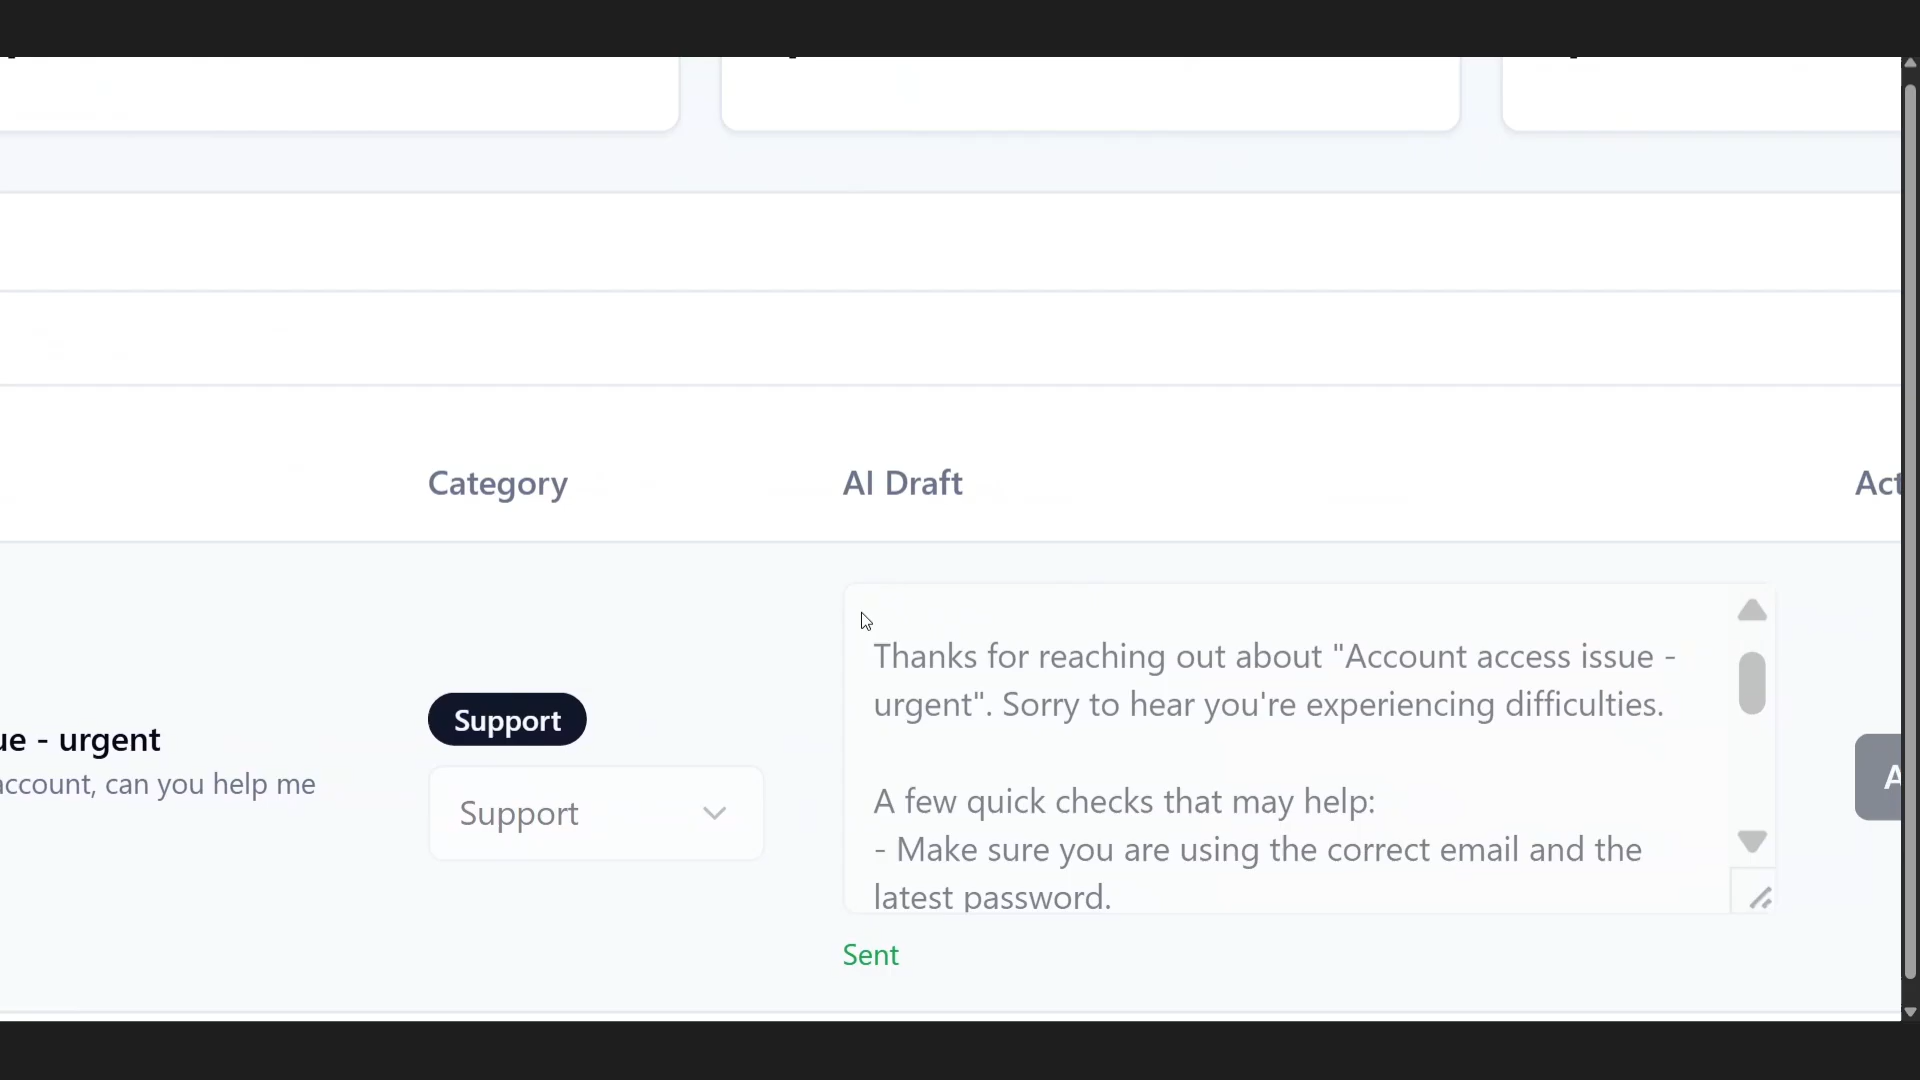 Category
AI Draft
Act
Thanks for reaching out about "Account access issue -
urgent". Sorry to hear you're experiencing difficulties.
A few quick checks that may help:
- Make sure you are using the correct email and the
latest password.
Support
ue - urgent
account, can you help me
Support
A
Sent